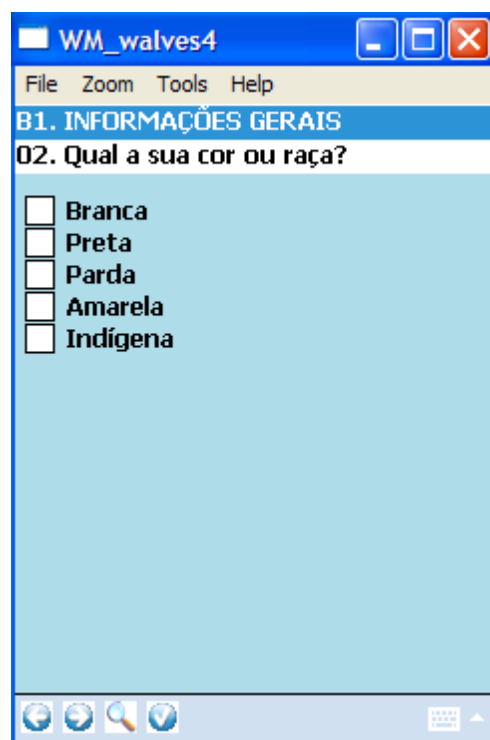 WM_walves4
File Zoom Tools Help
B1. INFORMAÇÕES GERAIS
02. Qual a sua cor ou raça?
Branca
Preta
Parda
Amarela
Indígena